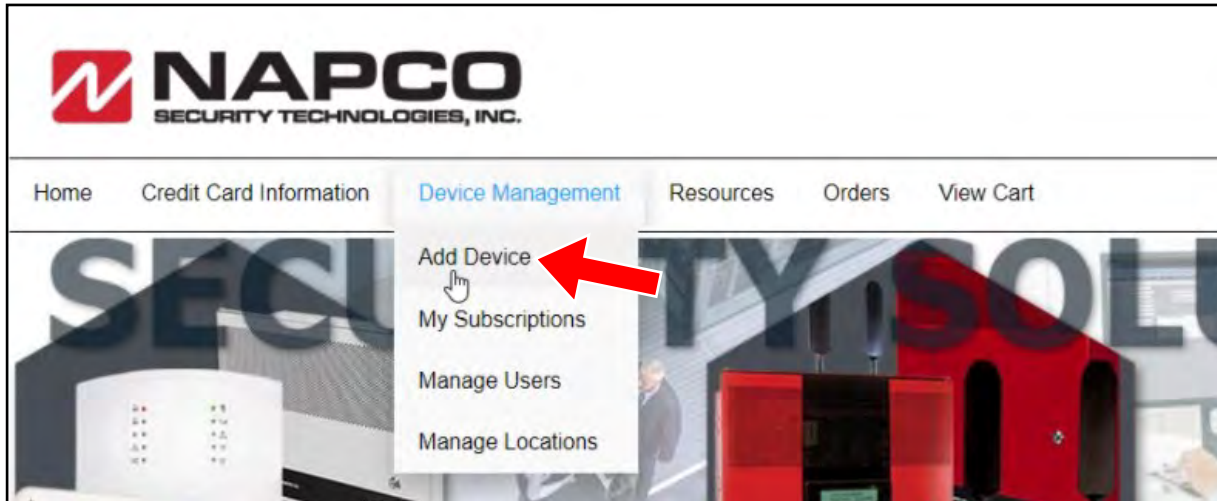 NAPCO
SECURITY TECHNOLOGIES, INC.
Home Credit Card Information Device Management Resources Orders View Cart
Add Device
My Subscriptions
Manage Users
Manage Locations